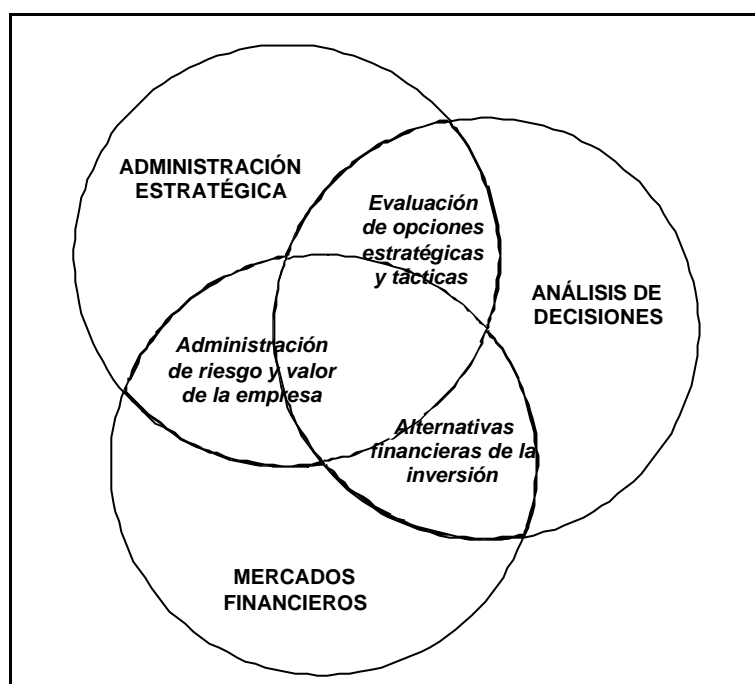 ADMINISTRACIÓN
ESTRATÉGICA
Evaluación
de opciones
estratégicas
y tácticas
ANÁLISIS DE
DECISIONES
Administración
de riesgo y valor
de la empresa
Alternativas
financieras de la
inversión
MERCADOS
FINANCIEROS